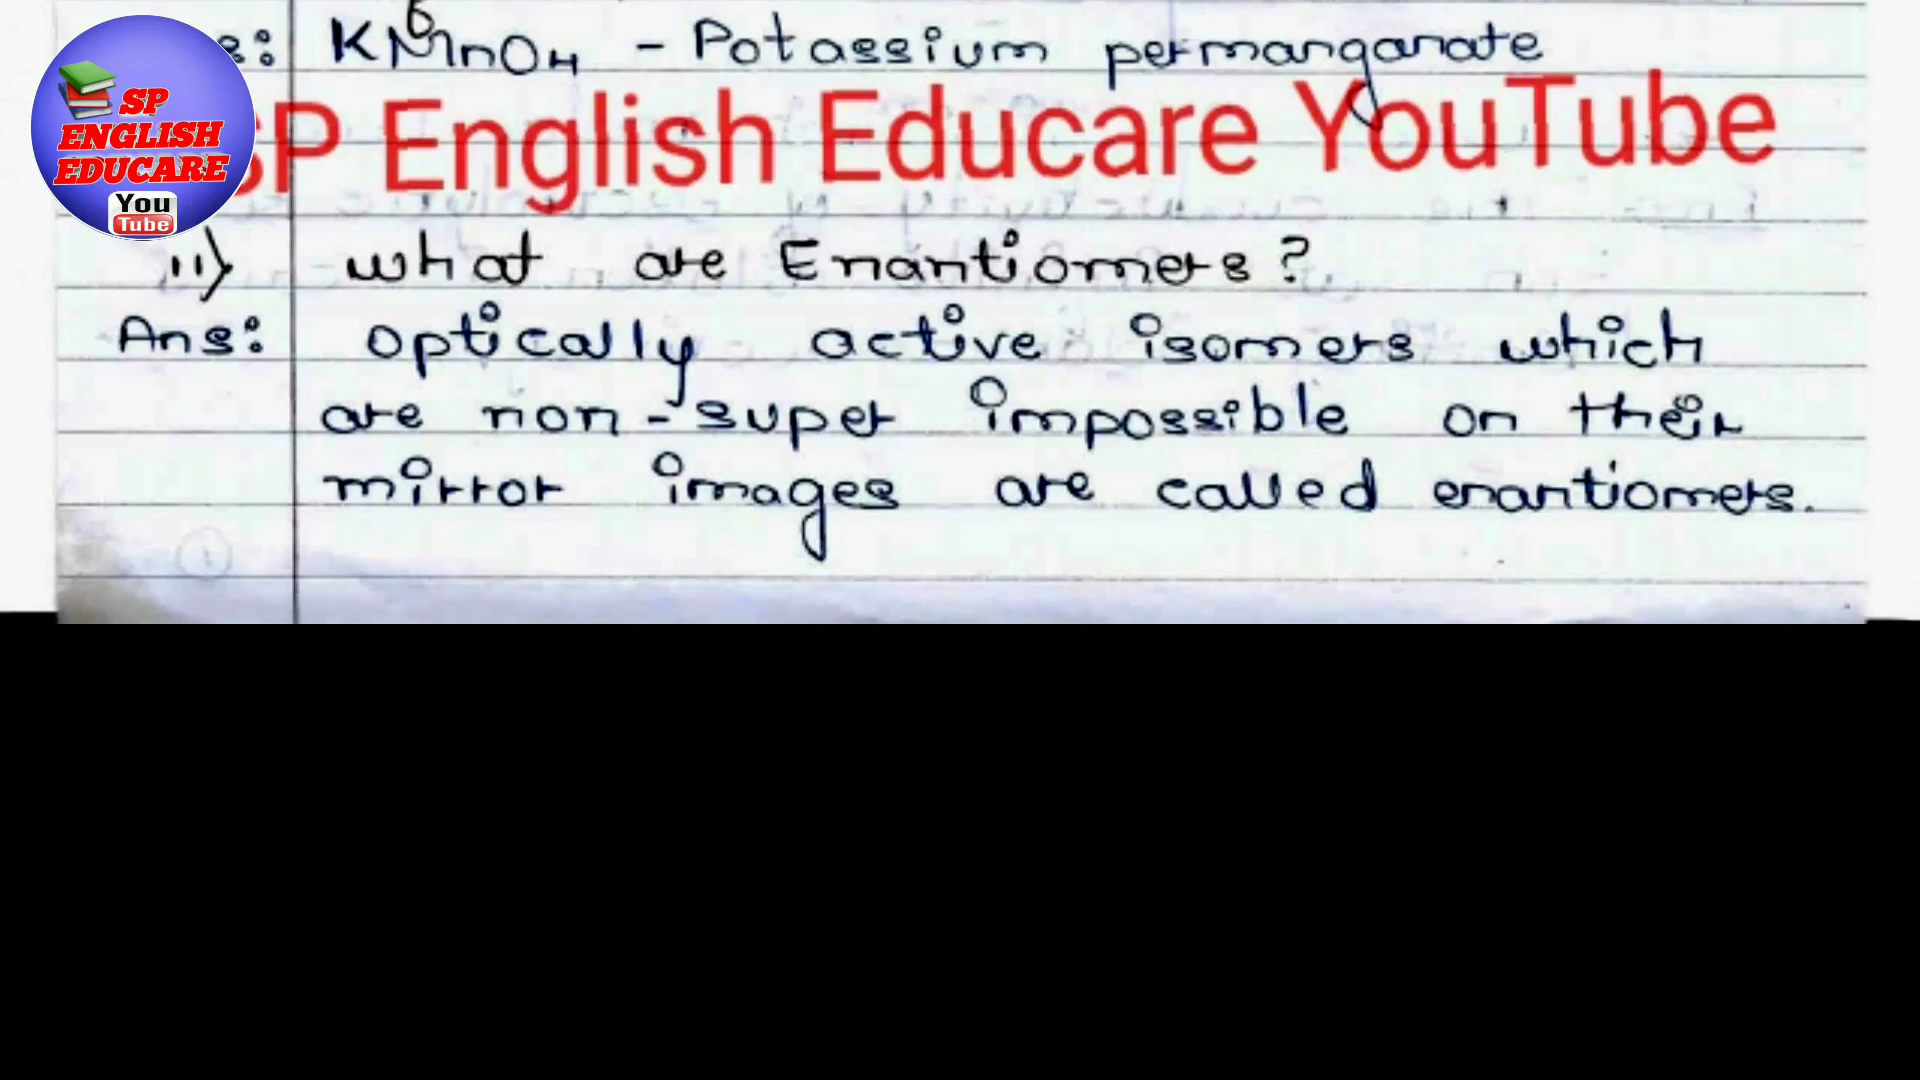 s: KMnO4 - Potassium permanganate
SP
ENGLISH
EDUCARE
You
Tube
SP English Educare YouTube
11) what are Enantiomers?
Ans: optically active isomers which
are non-super impossible on their
mirror images are called enantiomers.